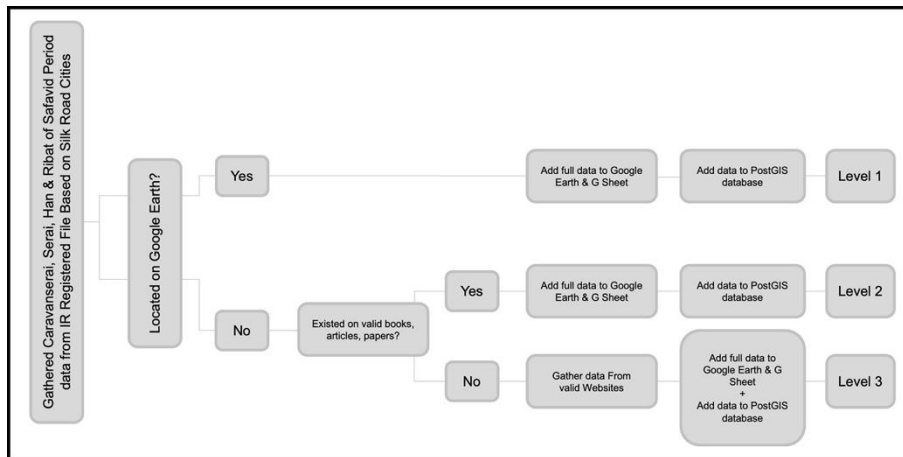 Gathered Caravanserai, Serai, Han & Ribat of Safavid Period
data from IR Registered File Based on Silk Road Cities
Located on Google Earth?
Yes
Add full data to Google
Earth & G Sheet
Add data to PostGIS
database
Level 1
No
Existed on valid books,
articles, papers?
Yes
Add full data to Google
Earth & G Sheet
Add data to PostGIS
database
Level 2
No
Gather data From
valid Websites
Add full data to
Google Earth & G
Sheet
+
Add data to PostGIS
database
Level 3